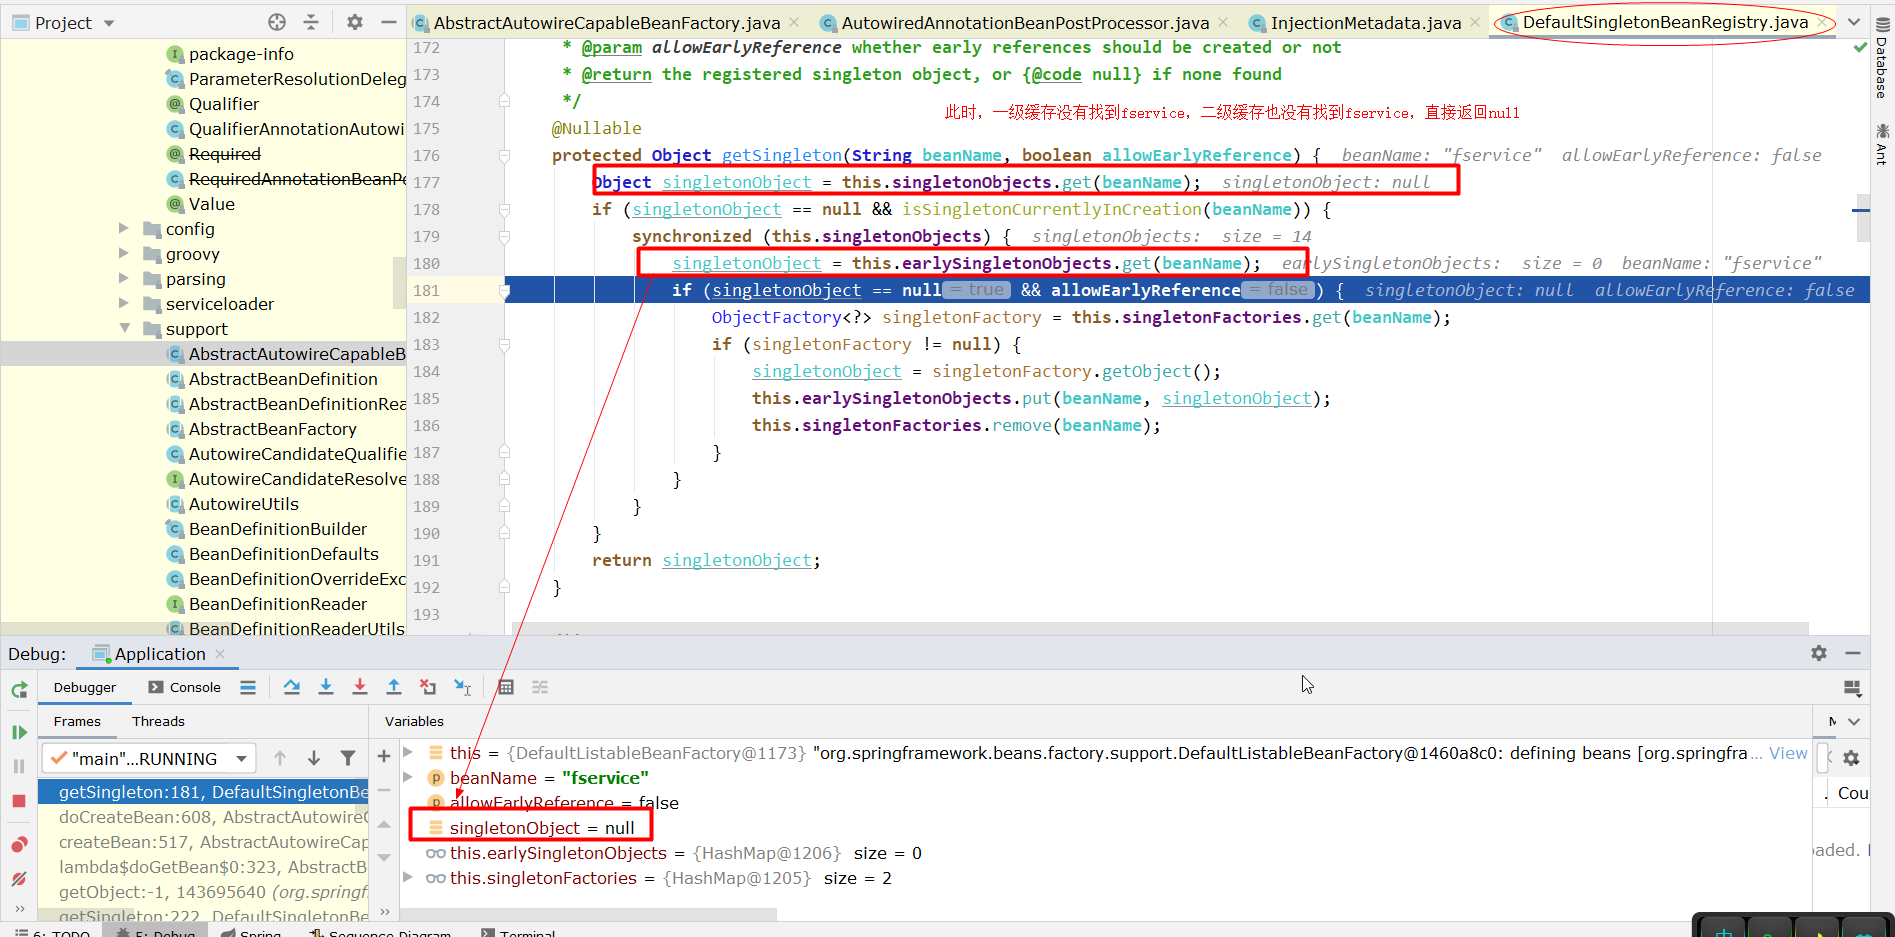 Project
AbstractAutowireCapableBeanFactory.java
AutowiredAnnotationBeanPostProcessor.java
InjectionMetadata.java
DefaultSingletonBeanRegistry.java
package-info
ParameterResolutionDeleg
Qualifier
QualifierAnnotationAutowi
Required
RequiredAnnotationBeanPo
Value
config
groovy
parsing
serviceloader
support
AbstractAutowireCapableB
AbstractBeanDefinition
AbstractBeanDefinitionRea
AbstractBeanFactory
AutowireCandidateQualifie
AutowireCandidateResolve
AutowireUtils
BeanDefinitionBuilder
BeanDefinitionDefaults
BeanDefinitionOverrideExc
BeanDefinitionReader
BeanDefinitionReaderUtils
172 * @param allowEarlyReference whether early references should be created or not
173 * @return the registered singleton object, or {@code null} if none found
174 */
此时，一级缓存没有找到fservice，二级缓存也没有找到fservice，直接返回null
175 @Nullable
176 protected Object getSingleton(String beanName, boolean allowEarlyReference) { beanName: "fservice" allowEarlyReference: false
177 Object singletonObject = this.singletonObjects.get(beanName); singletonObject: null
178 if (singletonObject == null && isSingletonCurrentlyInCreation(beanName)) {
179 synchronized (this.singletonObjects) { singletonObjects: size = 14
180 singletonObject = this.earlySingletonObjects.get(beanName); earlySingletonObjects: size = 0 beanName: "fservice"
181 if (singletonObject == null = true && allowEarlyReference = false ) { singletonObject: null allowEarlyReference: false
182 ObjectFactory<?> singletonFactory = this.singletonFactories.get(beanName);
183 if (singletonFactory != null) {
184 singletonObject = singletonFactory.getObject();
185 this.earlySingletonObjects.put(beanName, singletonObject);
186 this.singletonFactories.remove(beanName);
187 }
188 }
189 }
190 }
191 return singletonObject;
192 }
193
Database
Ant
Debug: Application
Debugger Console
Frames Threads Variables
"main"...RUNNING
getSingleton:181, DefaultSingletonBe
doCreateBean:608, AbstractAutowire
createBean:517, AbstractAutowireCap
lambda$doGetBean$0:323, AbstractB
getObject:-1, 143695640 (org.springf
getSingleton:222, DefaultSingletonBe
this = {DefaultListableBeanFactory@1173} "org.springframework.beans.factory.support.DefaultListableBeanFactory@1460a8c0: defining beans [org.springfra... View
beanName = "fservice"
allowEarlyReference = false
singletonObject = null
this.earlySingletonObjects = {HashMap@1206} size = 0
this.singletonFactories = {HashMap@1205} size = 2
Cou
6: TODO 5: Debug Spring Sequence Diagram Terminal